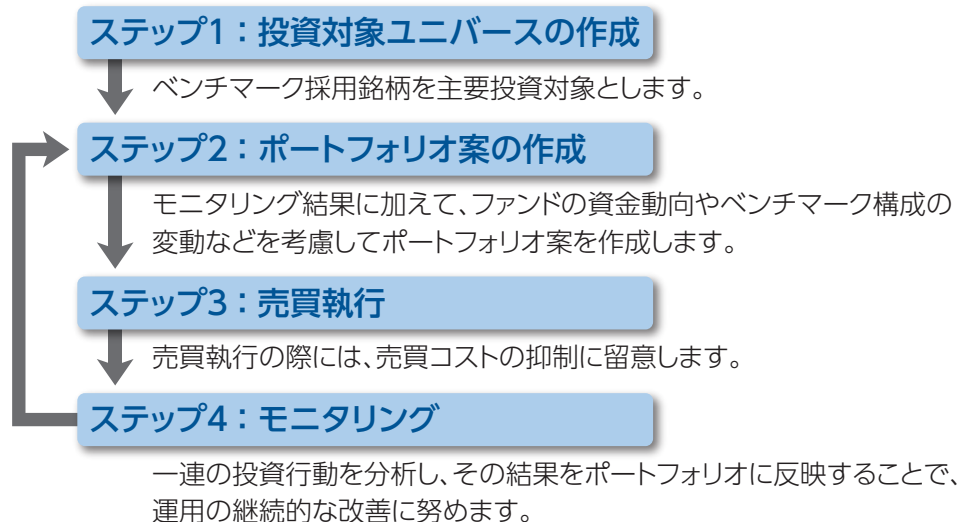 ステップ1：投資対象ユニバースの作成
ベンチマーク採用銘柄を主要投資対象とします。
ステップ2：ポートフォリオ案の作成
モニタリング結果に加えて、ファンドの資金動向やベンチマーク構成の
変動などを考慮してポートフォリオ案を作成します。
ステップ3：売買執行
売買執行の際には、売買コストの抑制に留意します。
ステップ4：モニタリング
一連の投資行動を分析し、その結果をポートフォリオに反映することで、
運用の継続的な改善に努めます。